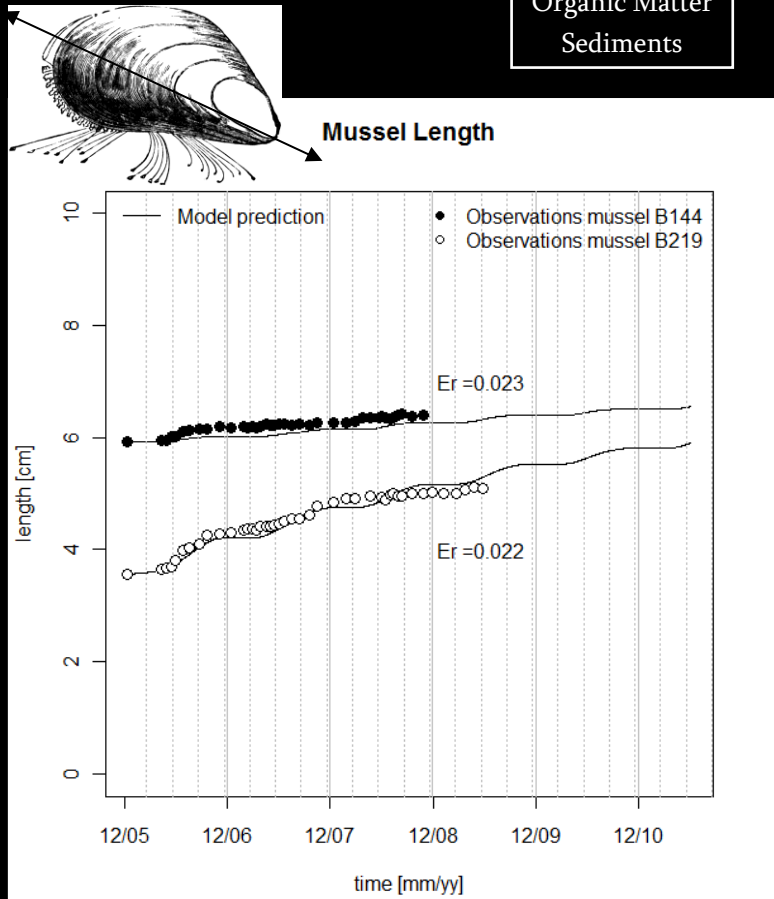 Organic Matter
Sediments
Mussel Length
Model prediction
Observations mussel B144
Observations mussel B219
Er =0.023
Er =0.022
length [cm]
10
8
6
4
2
0
12/05 12/06 12/07 12/08 12/09 12/10
time [mm/yy]